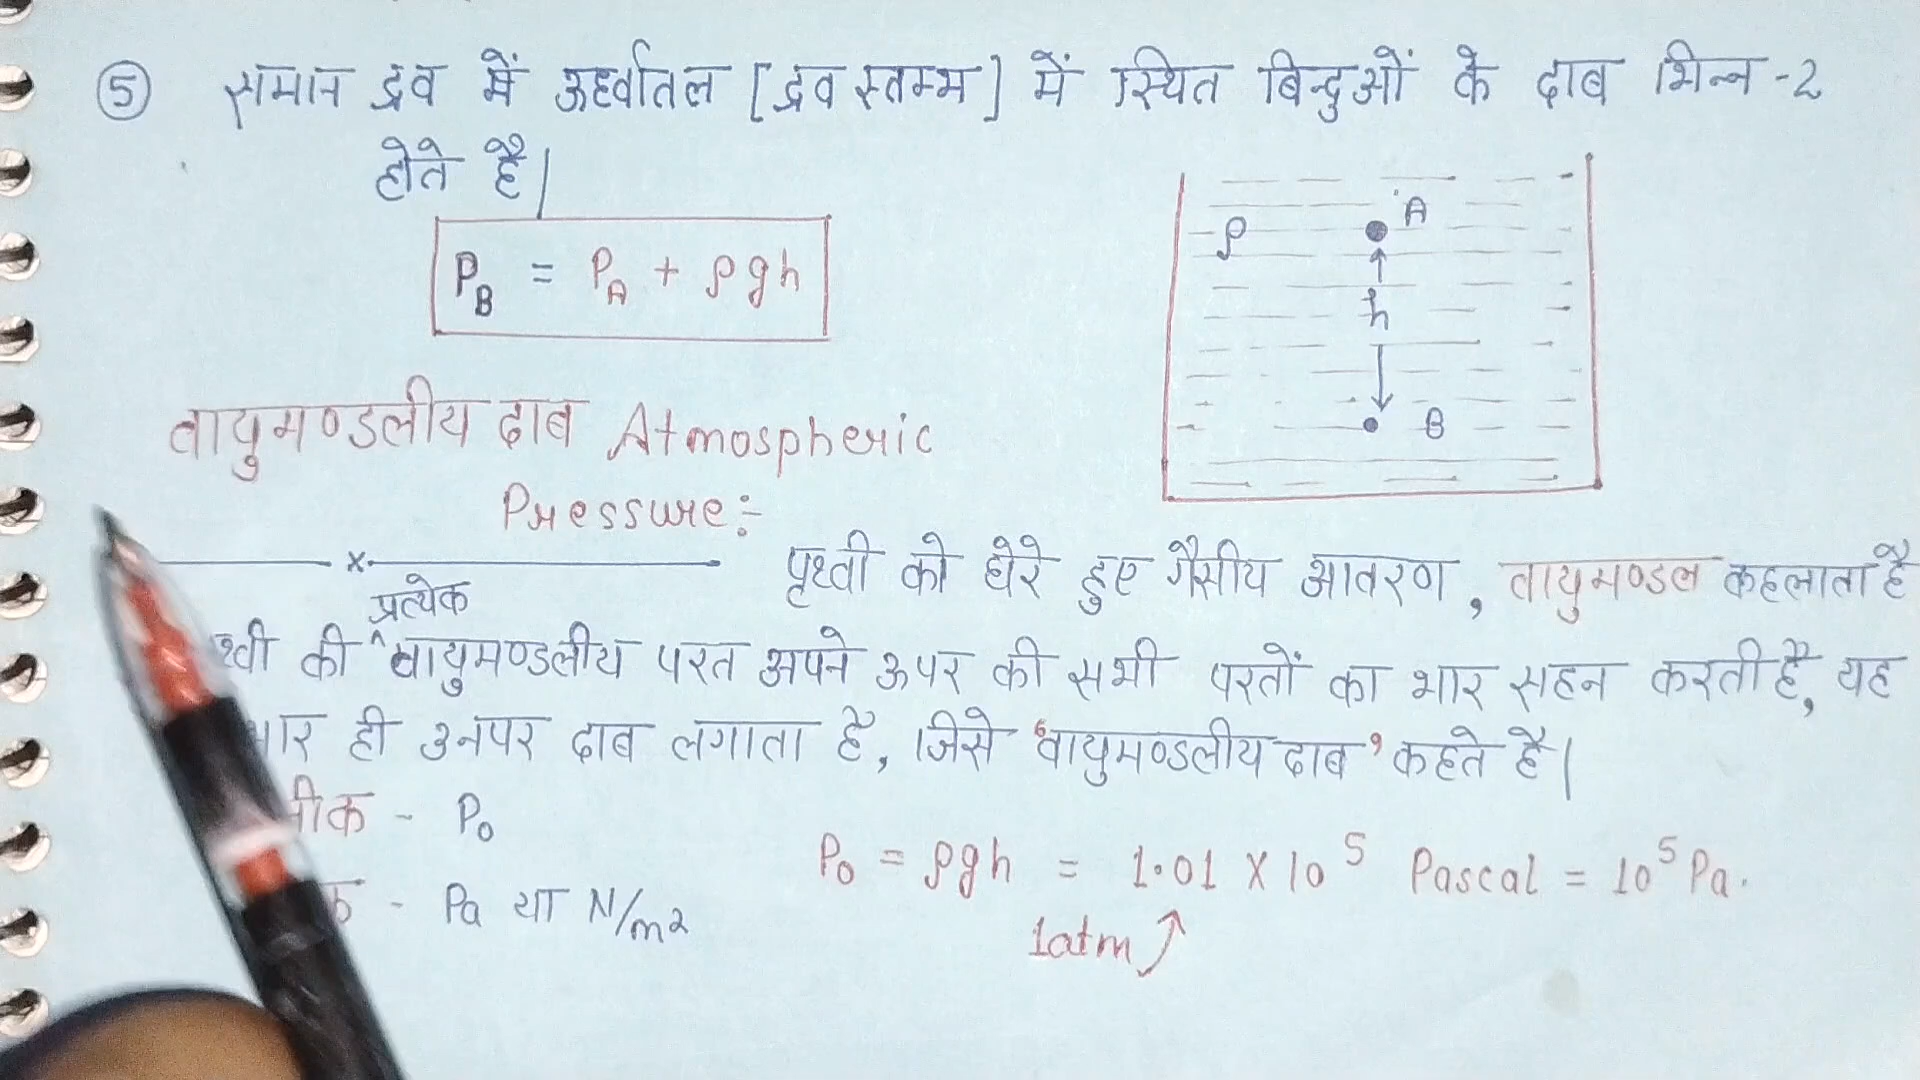 ⑤ समान द्रव में ऊर्ध्वातल [द्रव स्तम्भ] में स्थित बिन्दुओं के दाब भिन्न-2
होते है।
P_B = P_A + ρgh
ρ
A
h
B
वायुमण्डलीय दाब Atmospheric
Pressure:-
पृथ्वी को घेरे हुए गैसीय आवरण, वायुमण्डल कहलाता है
प्रत्येक
थ्वी की ^ वायुमण्डलीय परत अपने ऊपर की सभी परतों का भार सहन करती है, यह
भार ही उनपर दाब लगाता है, जिसे 'वायुमण्डलीय दाब' कहते है।
तीक - P₀
क - Pa या N/m2
P₀ = ρgh = 1.01 X 10⁵ Pascal = 10⁵ Pa.
1atm